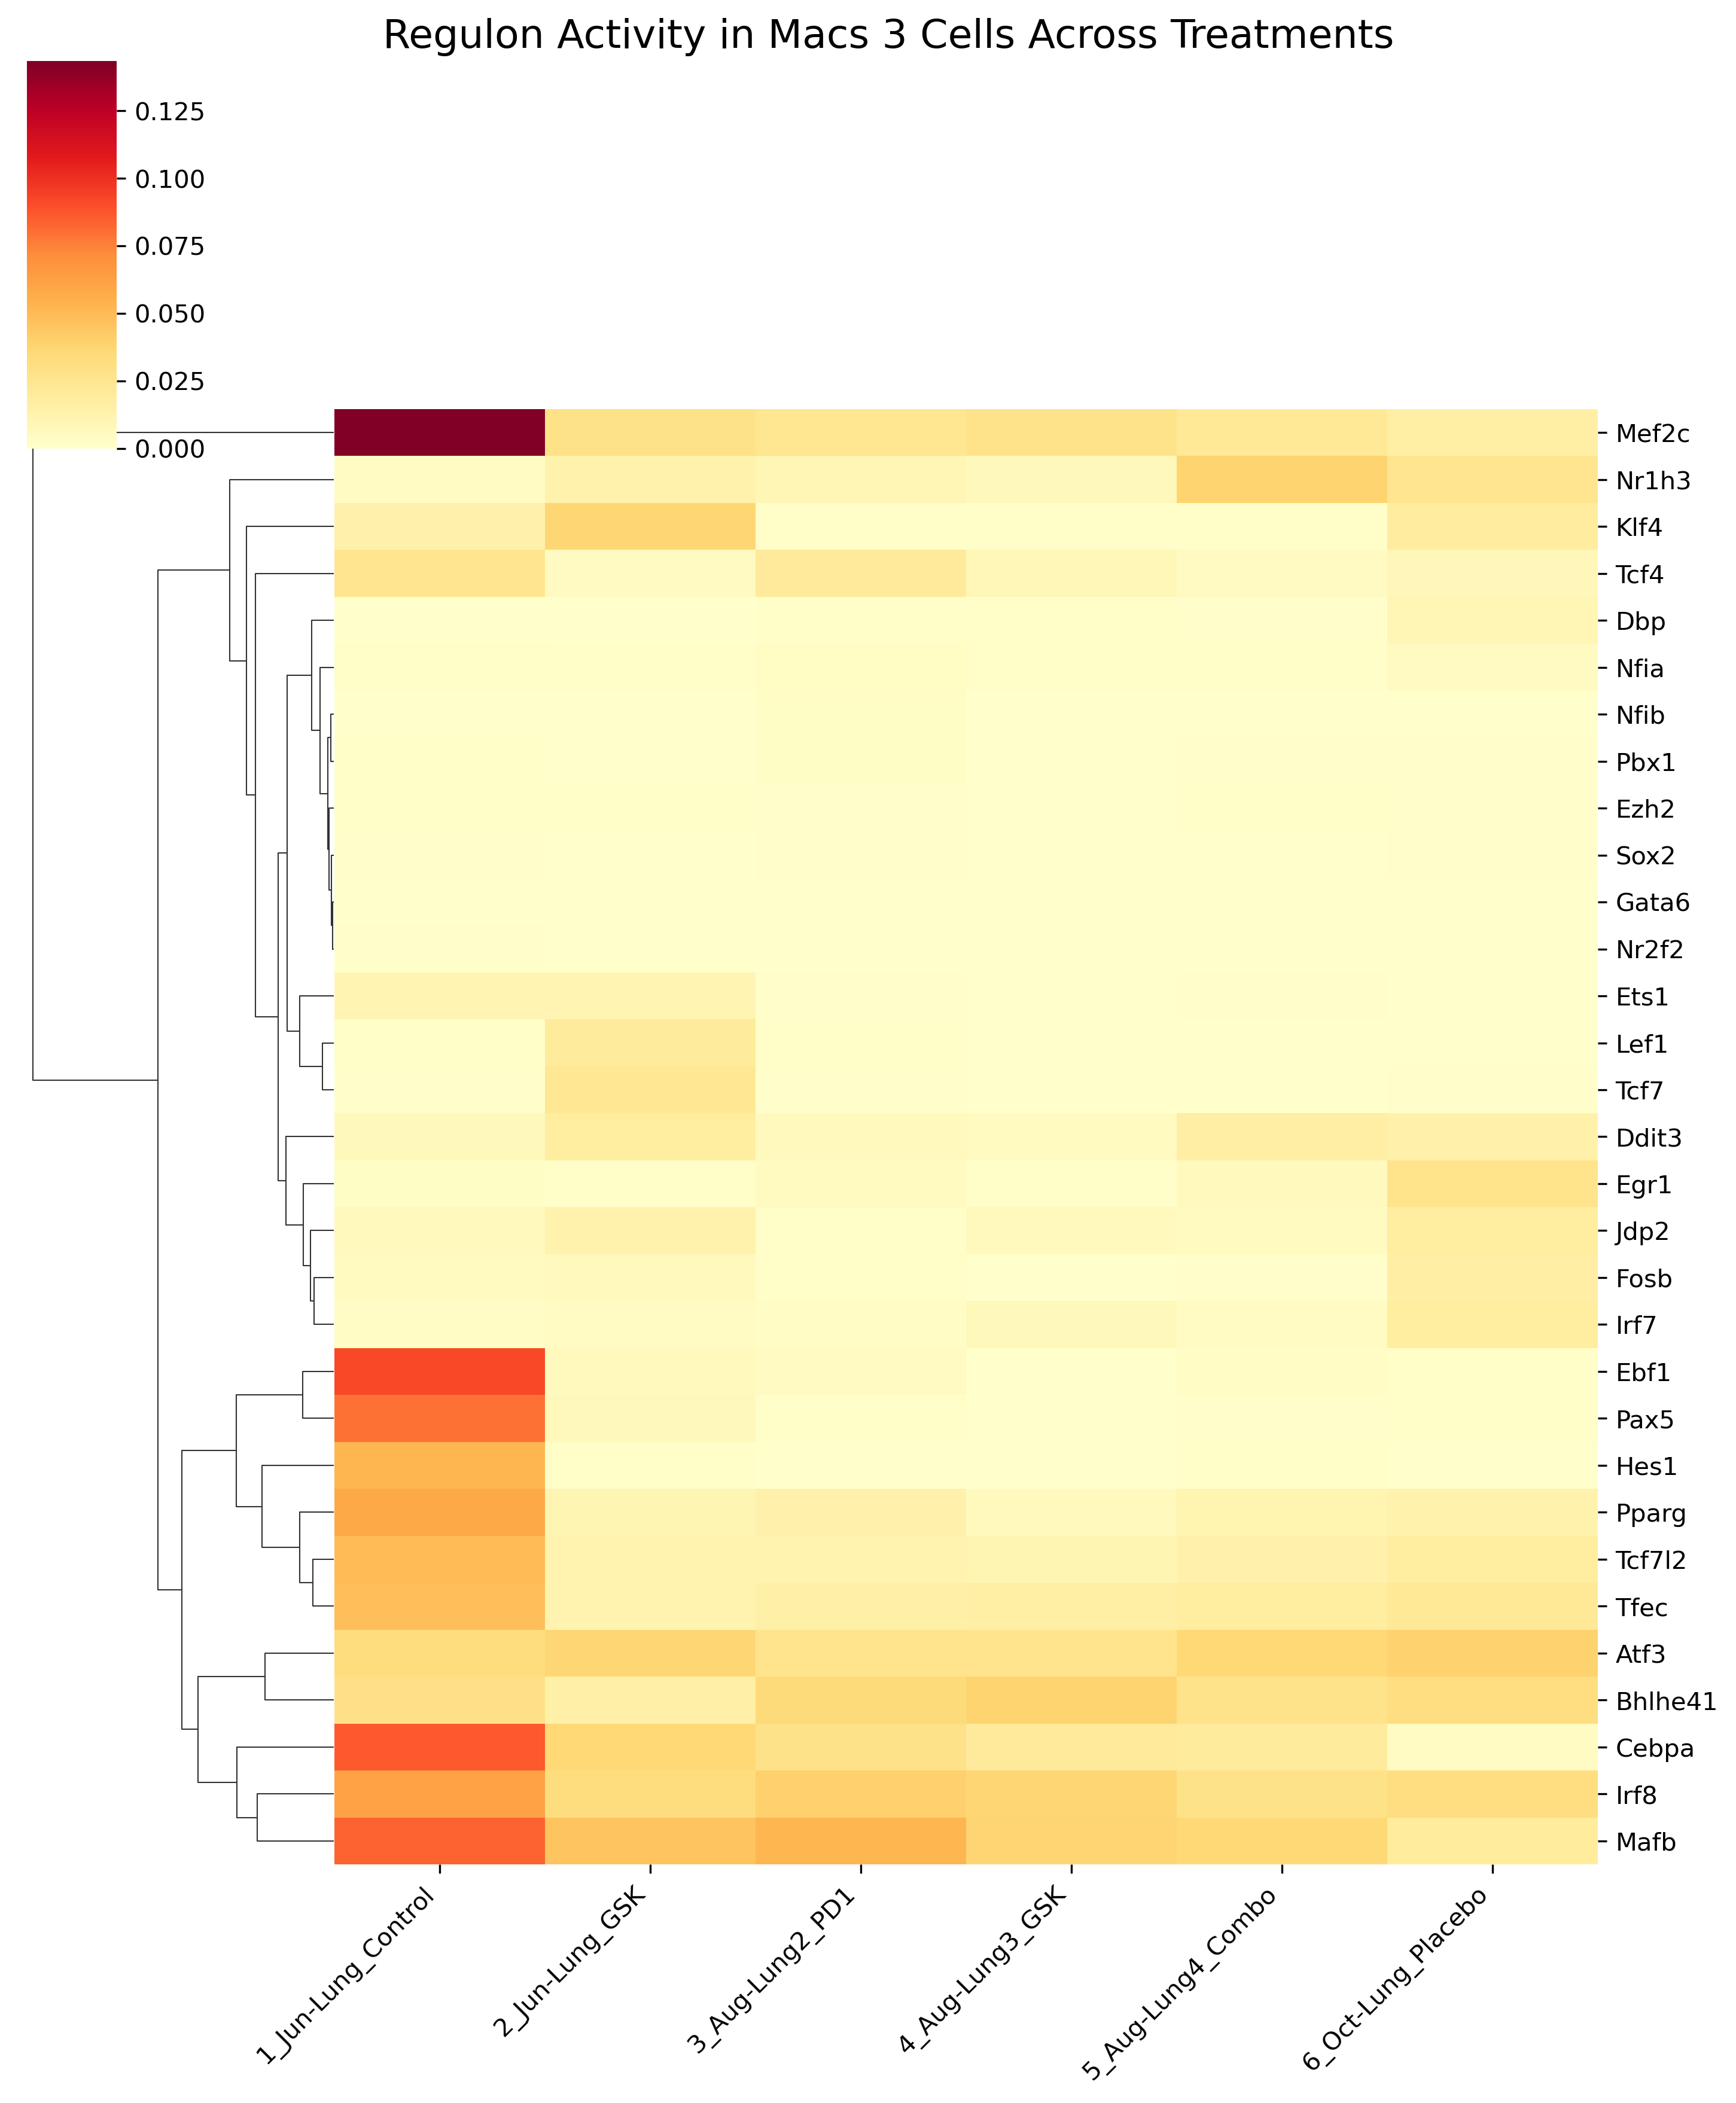 Regulon Activity in Macs 3 Cells Across Treatments
0.125
0.100
0.075
0.050
0.025
0.000
Mef2c
Nr1h3
Klf4
Tcf4
Dbp
Nfia
Nfib
Pbx1
Ezh2
Sox2
Gata6
Nr2f2
Ets1
Lef1
Tcf7
Ddit3
Egr1
Jdp2
Fosb
Irf7
Ebf1
Pax5
Hes1
Pparg
Tcf7l2
Tfec
Atf3
Bhlhe41
Cebpa
Irf8
Mafb
1_Jun-Lung_Control
2_Jun-Lung_GSK
3_Aug-Lung2_PD1
4_Aug-Lung3_GSK
5_Aug-Lung4_Combo
6_Oct-Lung_Placebo